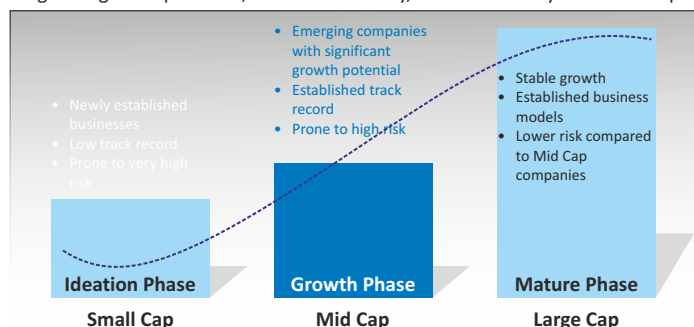 • Emerging companies
with significant
growth potential
• Established track
record
• Prone to high risk
• Newly established
businesses
• Low track record
• Prone to very high
risk
• Stable growth
• Established business
models
• Lower risk compared
to Mid Cap
companies
Ideation Phase
Growth Phase
Mature Phase
Small Cap
Mid Cap
Large Cap